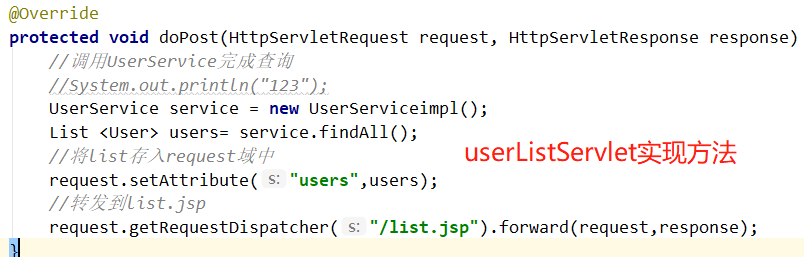 @Override
protected void doPost(HttpServletRequest request, HttpServletResponse response)
//调用UserService完成查询
//System.out.println("123");
UserService service = new UserServiceimpl();
List <User> users= service.findAll();
//将list存入request域中
userListServlet实现方法
request.setAttribute( s: "users",users);
//转发到list.jsp
request.getRequestDispatcher( s: "/list.jsp").forward(request,response);
}